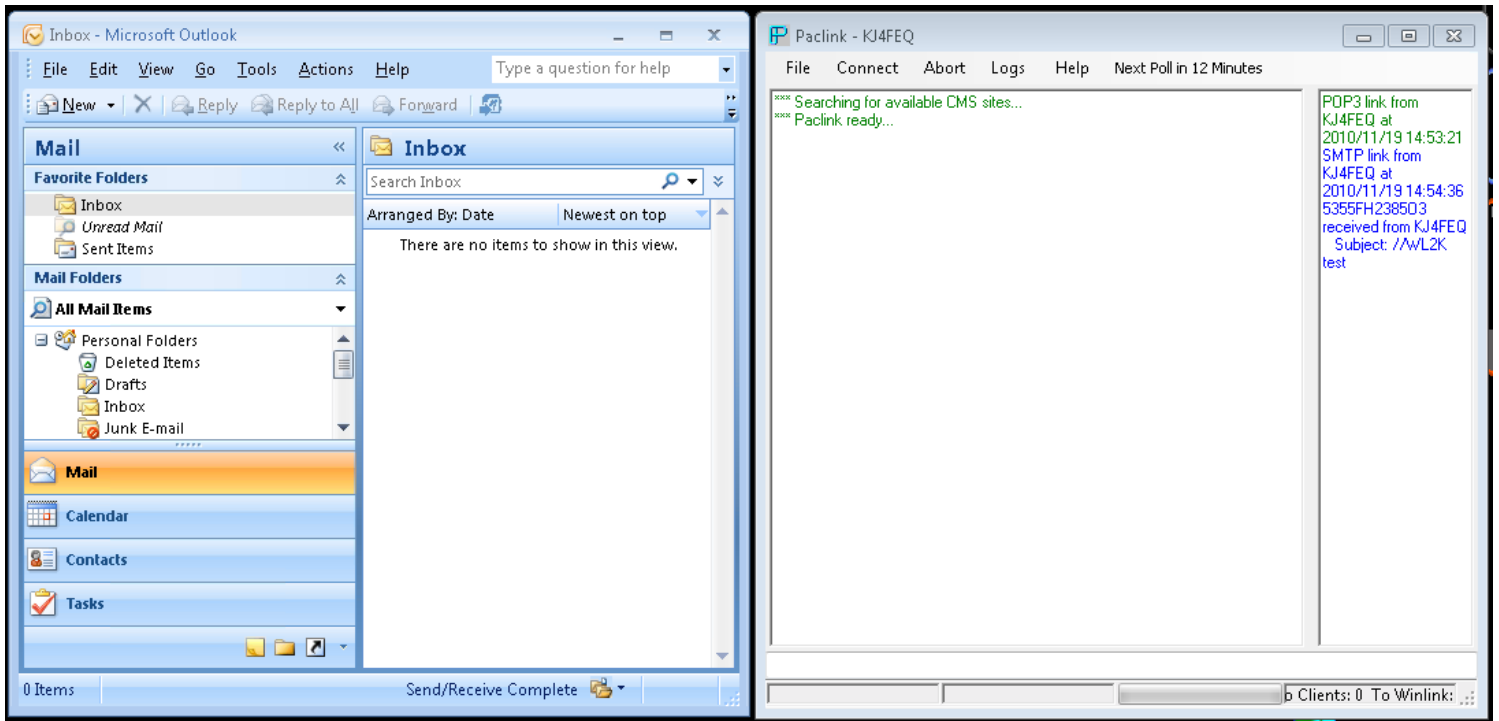 Inbox - Microsoft Outlook
File Edit View Go Tools Actions Help Type a question for help
New Reply Reply to All Forward
Mail
Favorite Folders
Inbox
Unread Mail
Sent Items
Mail Folders
All Mail Items
Personal Folders
Deleted Items
Drafts
Inbox
Junk E-mail
Mail
Calendar
Contacts
Tasks
Inbox
Search Inbox
Arranged By: Date Newest on top
There are no items to show in this view.
0 Items Send/Receive Complete
Paclink - KJ4FEQ
File Connect Abort Logs Help Next Poll in 12 Minutes
*** Searching for available CMS sites...
*** Paclink ready...
POP3 link from
KJ4FEQ at
2010/11/19 14:53:21
SMTP link from
KJ4FEQ at
2010/11/19 14:54:36
5355FH2385O3
received from KJ4FEQ
Subject: //WL2K
test
o Clients: 0 To Winlink: